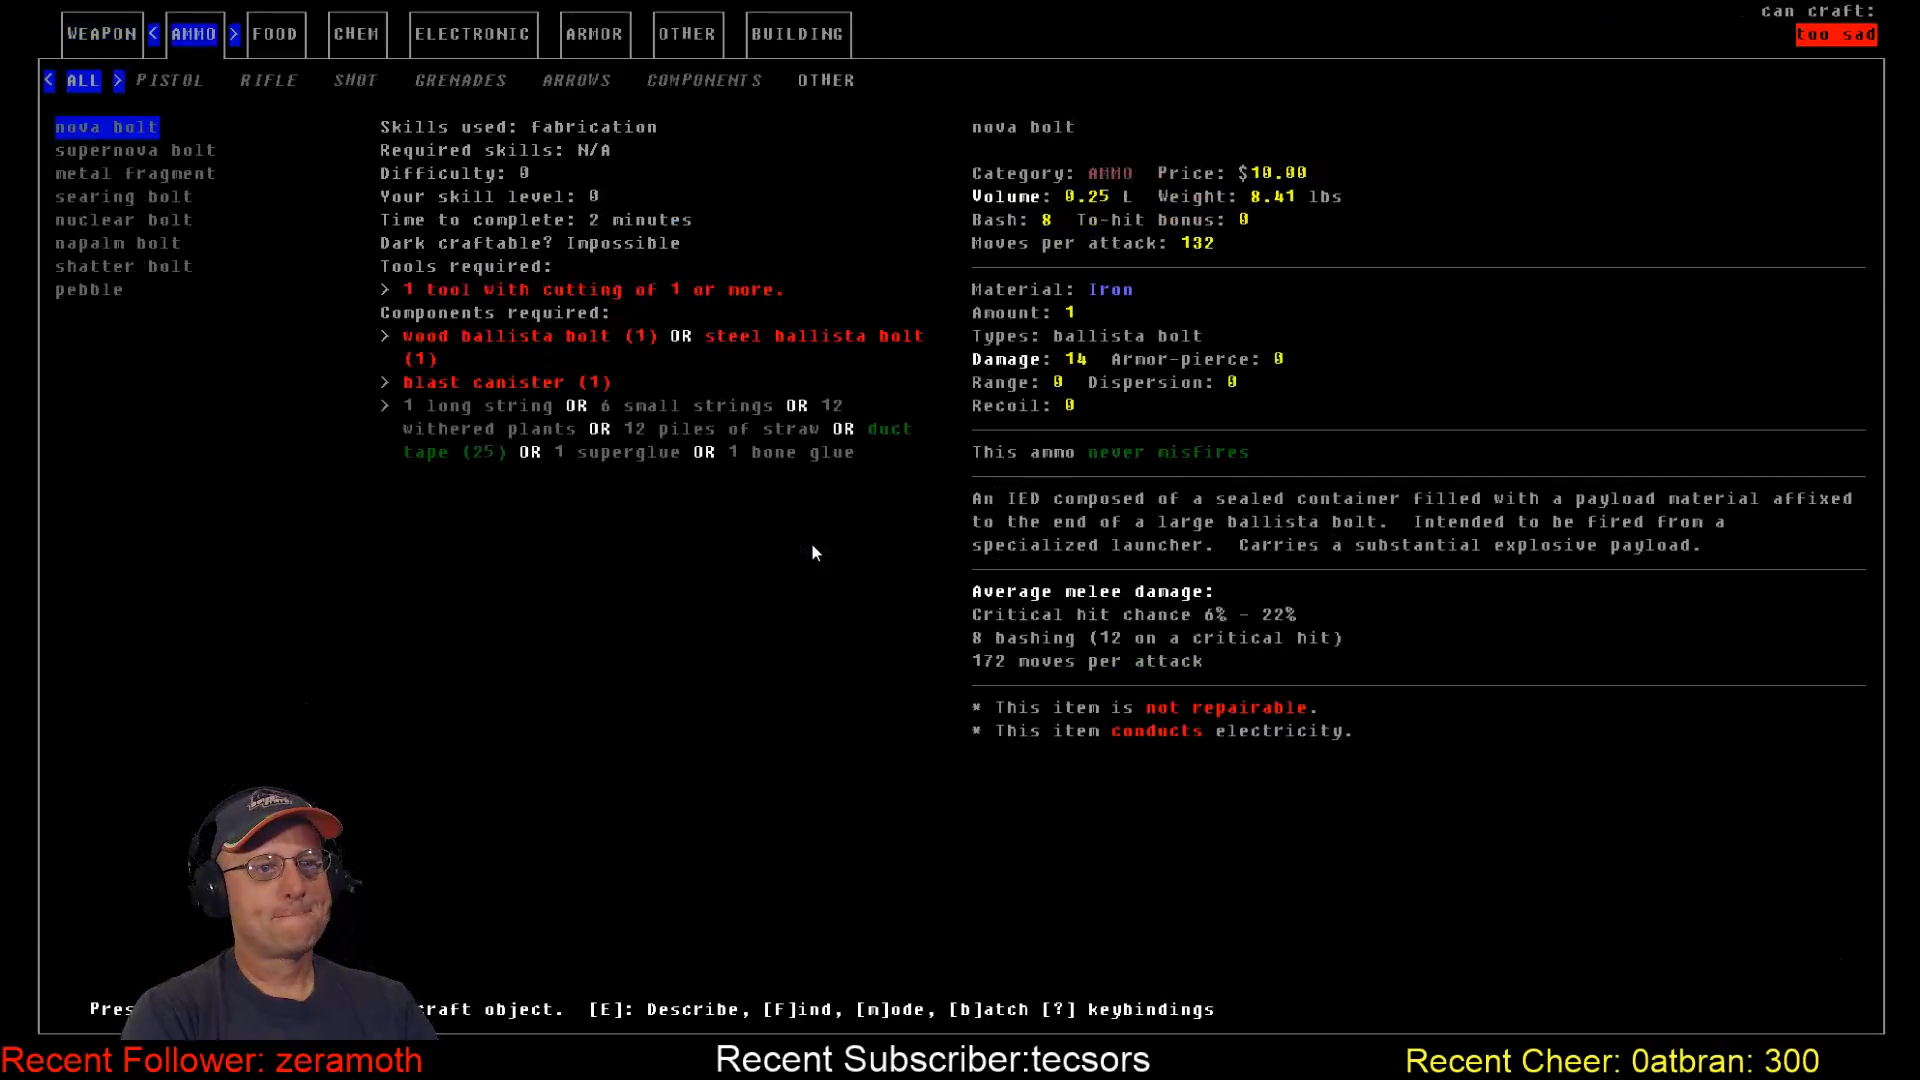 can craft:
WEAPON < AMMO > FOOD CHEM ELECTRONIC ARMOR OTHER BUILDING
too sad
< ALL > PISTOL RIFLE SHOT GRENADES ARROWS COMPONENTS OTHER
nova bolt
supernova bolt
metal fragment
searing bolt
nuclear bolt
napalm bolt
shatter bolt
pebble
Skills used: fabrication
Required skills: N/A
Difficulty: 0
Your skill level: 0
Time to complete: 2 minutes
Dark craftable? Impossible
Tools required:
> 1 tool with cutting of 1 or more.
Components required:
> wood ballista bolt (1) OR steel ballista bolt
(1)
> blast canister (1)
> 1 long string OR 6 small strings OR 12
withered plants OR 12 piles of straw OR duct
tape (25) OR 1 superglue OR 1 bone glue
nova bolt
Category: AMMO Price: $10.00
Volume: 0.25 L Weight: 8.41 lbs
Bash: 8 To-hit bonus: 0
Moves per attack: 132
Material: Iron
Amount: 1
Types: ballista bolt
Damage: 14 Armor-pierce: 0
Range: 0 Dispersion: 0
Recoil: 0
This ammo never misfires
An IED composed of a sealed container filled with a payload material affixed
to the end of a large ballista bolt. Intended to be fired from a
specialized launcher. Carries a substantial explosive payload.
Average melee damage:
Critical hit chance 6% - 22%
8 bashing (12 on a critical hit)
172 moves per attack
* This item is not repairable.
* This item conducts electricity.
Pres craft object. [E]: Describe, [F]ind, [m]ode, [b]atch [?] keybindings
Recent Follower: zeramoth Recent Subscriber:tecsors Recent Cheer: 0atbran: 300